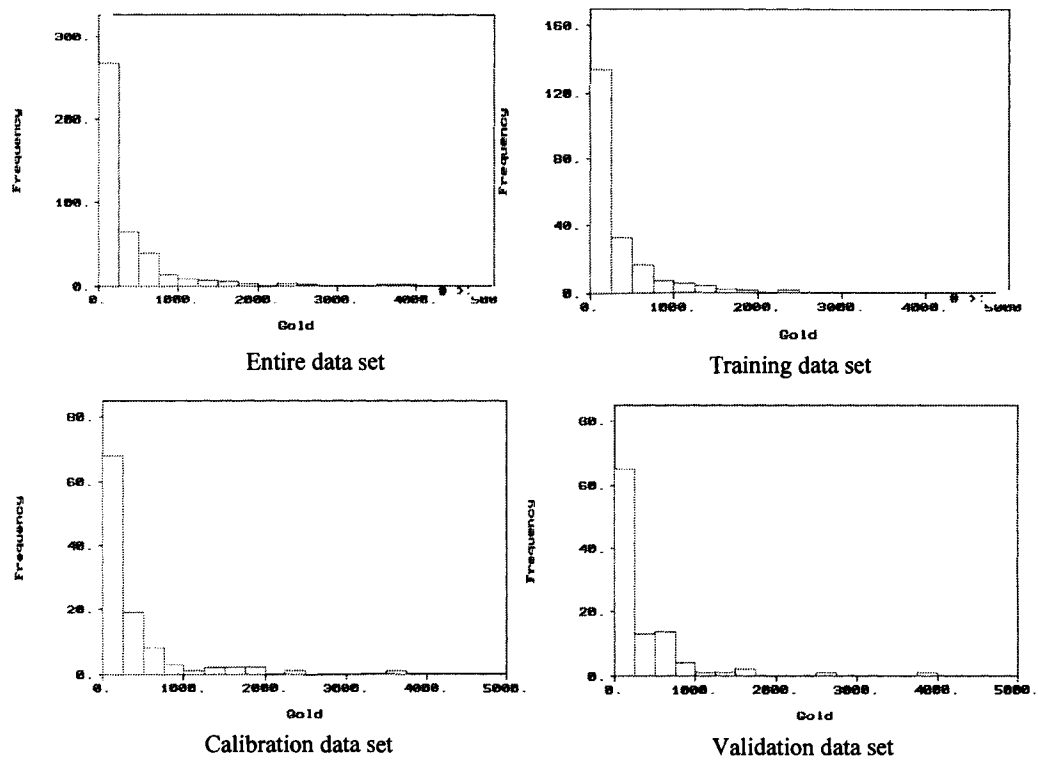 300.
200.
100.
0.
Frequency
0. 1000. 2000. 3000. 4000. # >: 500
Gold
Entire data set
160.
120.
80.
40.
0.
Frequency
0. 1000. 2000. 3000. 4000. # >: 5000
Gold
Training data set
80.
60.
40.
20.
0.
Frequency
0. 1000. 2000. 3000. 4000. 5000.
Gold
Calibration data set
80.
60.
40.
20.
0.
Frequency
0. 1000. 2000. 3000. 4000. 5000.
Gold
Validation data set